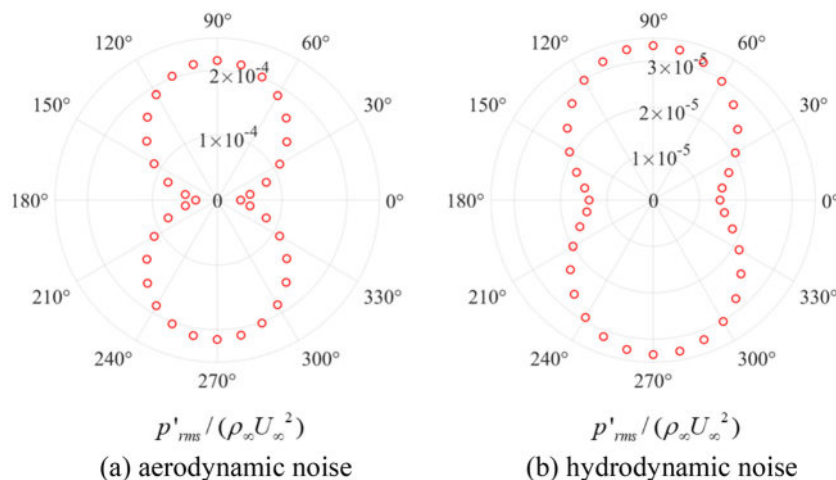 90°
120° 60°
2×10⁻⁴
150° 30°
1×10⁻⁴
180° 0 0°
210° 330°
240° 300°
270°
p'rms / (ρ∞U∞²)
(a) aerodynamic noise
90°
120° 60°
3×10⁻⁵
150° 2×10⁻⁵ 30°
1×10⁻⁵
180° 0 0°
210° 330°
240° 300°
270°
p'rms / (ρ∞U∞²)
(b) hydrodynamic noise